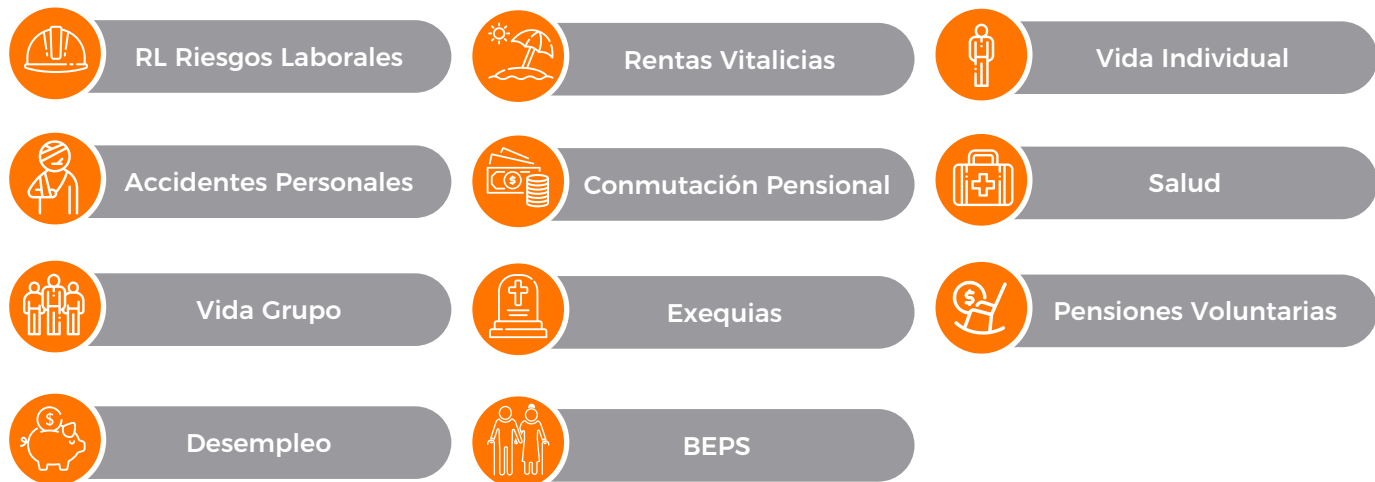 RL Riesgos Laborales
Rentas Vitalicias
Vida Individual
Accidentes Personales
Conmutación Pensional
Salud
Vida Grupo
Exequias
Pensiones Voluntarias
Desempleo
BEPS